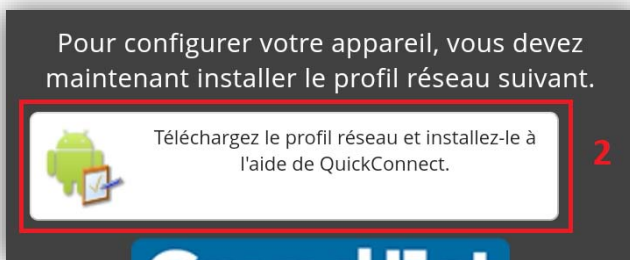 Pour configurer votre appareil, vous devez
maintenant installer le profil réseau suivant.
Téléchargez le profil réseau et installez-le à
l'aide de QuickConnect.
2